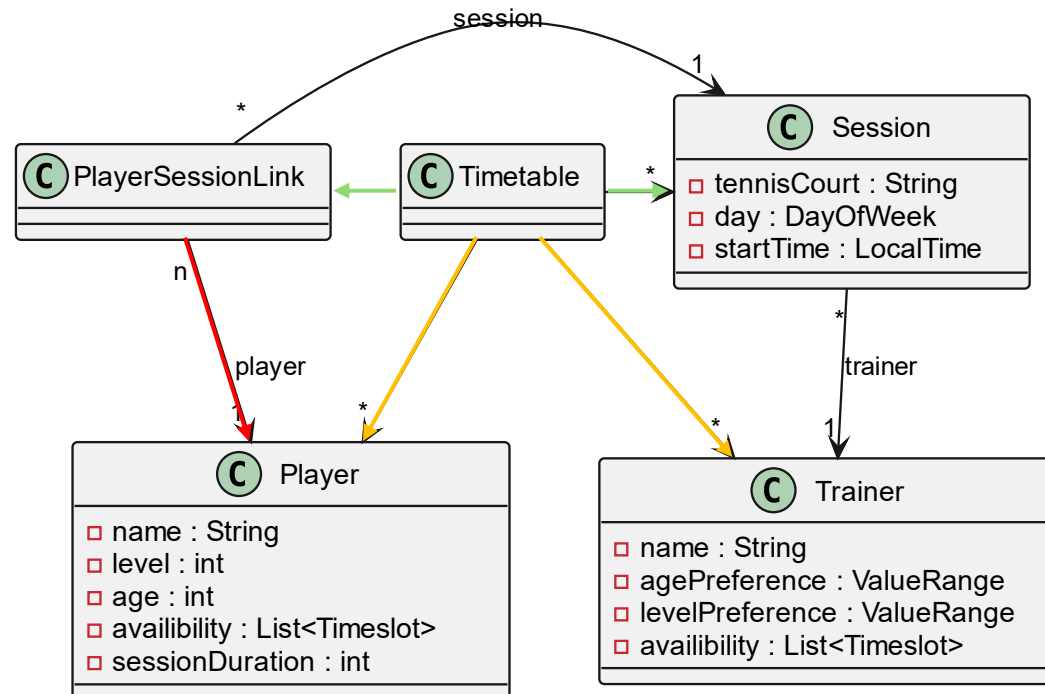 session
1
*
C Session
C PlayerSessionLink
C Timetable
*
tennisCourt : String
day : DayOfWeek
startTime : LocalTime
n
*
player
trainer
1
*
*
1
C Player
C Trainer
name : String
level : int
age : int
availibility : List<Timeslot>
sessionDuration : int
name : String
agePreference : ValueRange
levelPreference : ValueRange
availibility : List<Timeslot>